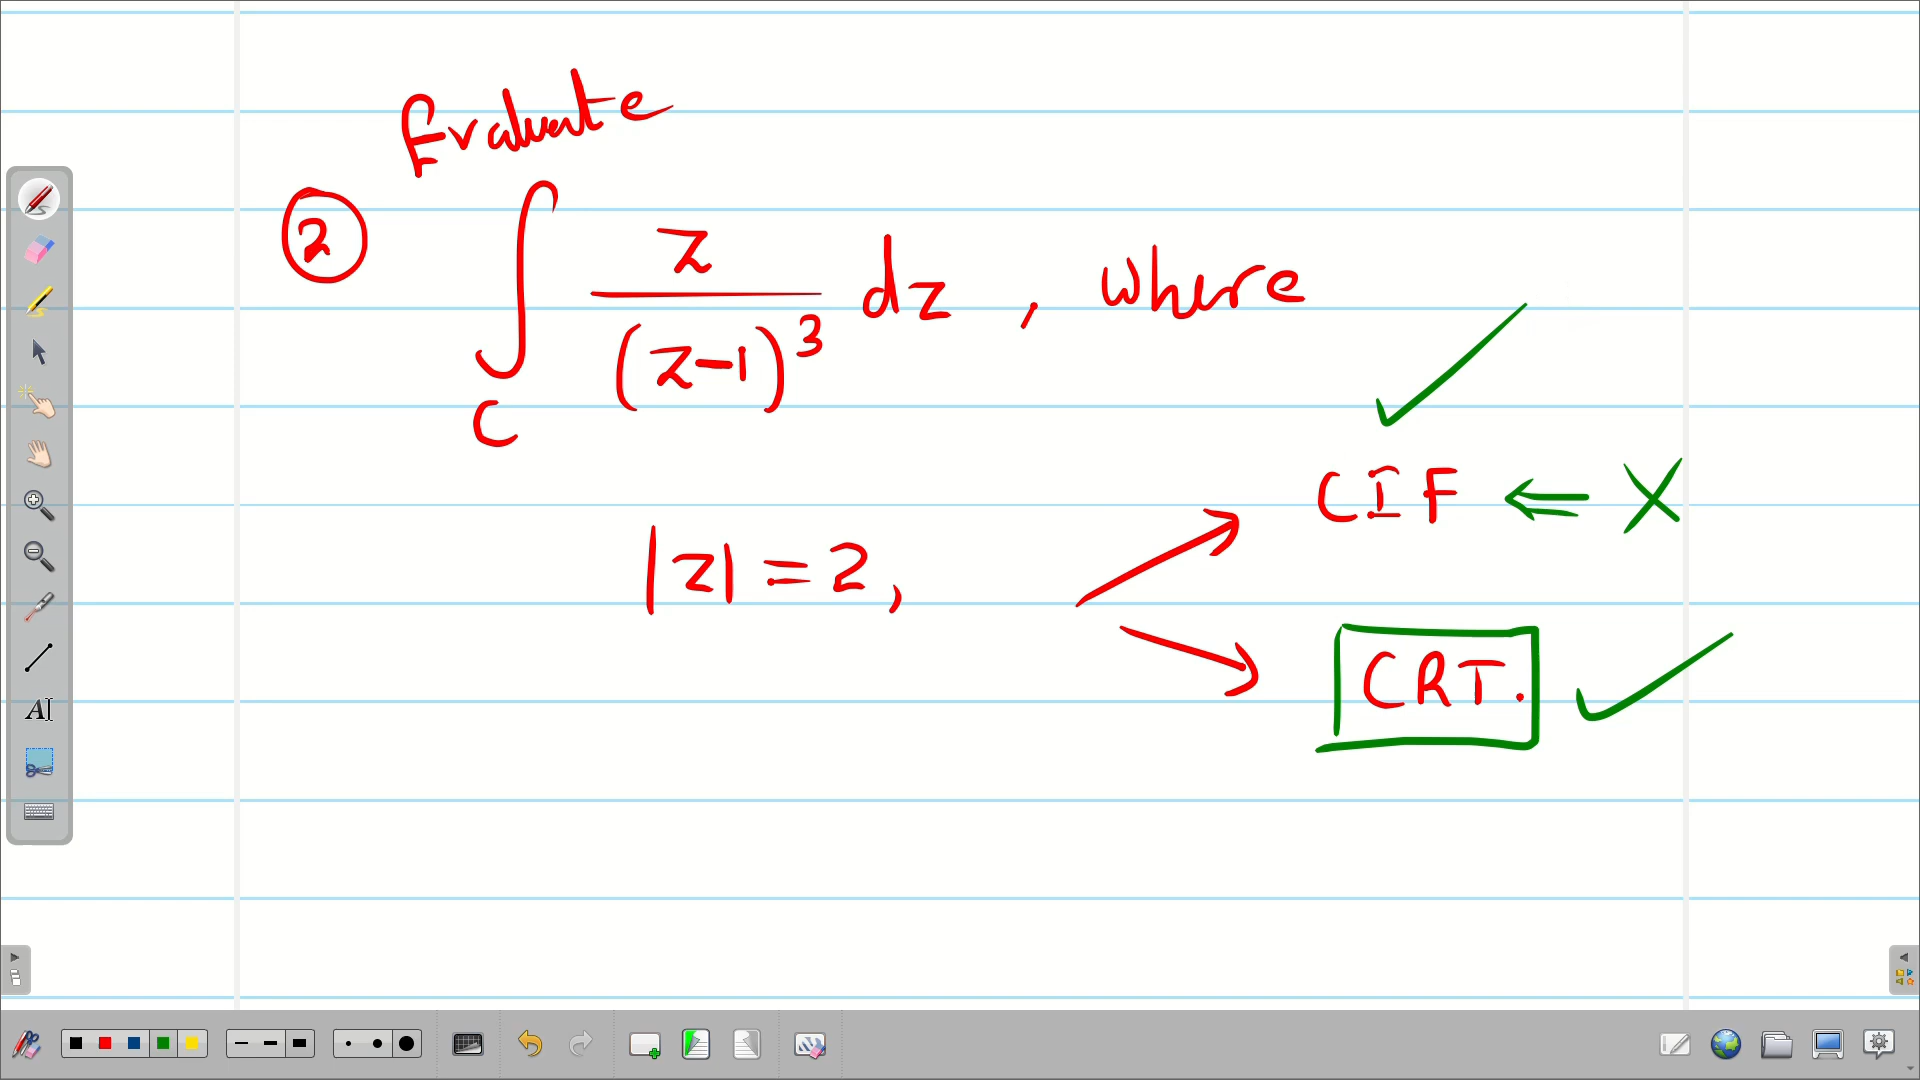 Evaluate
② ∫_C z/(z-1)^3 dz , where
|z| = 2,
CIF ⇐ X
CRT.